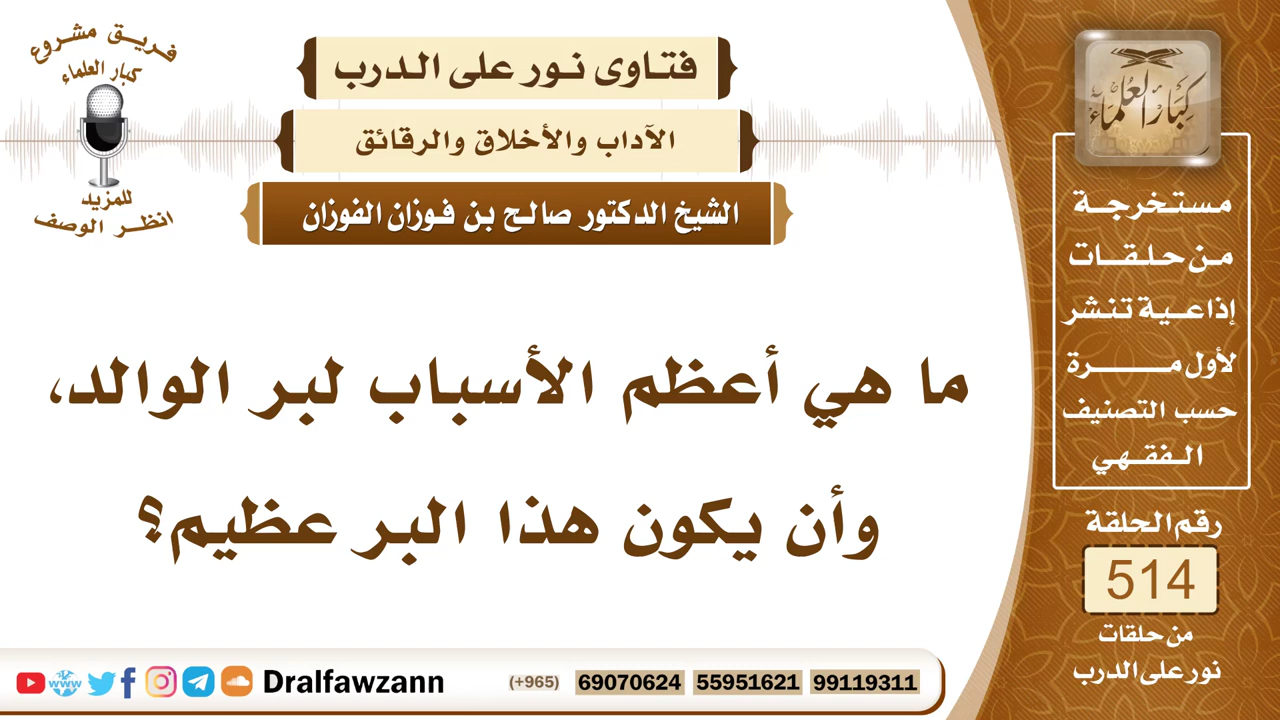 فريق مشروع
كبار العلماء
للمزيد
انظر الوصف
فتاوى نور على الدرب
الآداب والأخلاق والرقائق
الشيخ الدكتور صالح بن فوزان الفوزان
ما هي أعظم الأسباب لبر الوالد،
وأن يكون هذا البر عظيم؟
كبار العلماء
مستخرجة
من حلقات
إذاعية تنشر
لأول مرة
حسب التصنيف
الفقهي
رقم الحلقة
514
من حلقات
نور على الدرب
www Dralfawzann (+965) 69070624 55951621 99119311